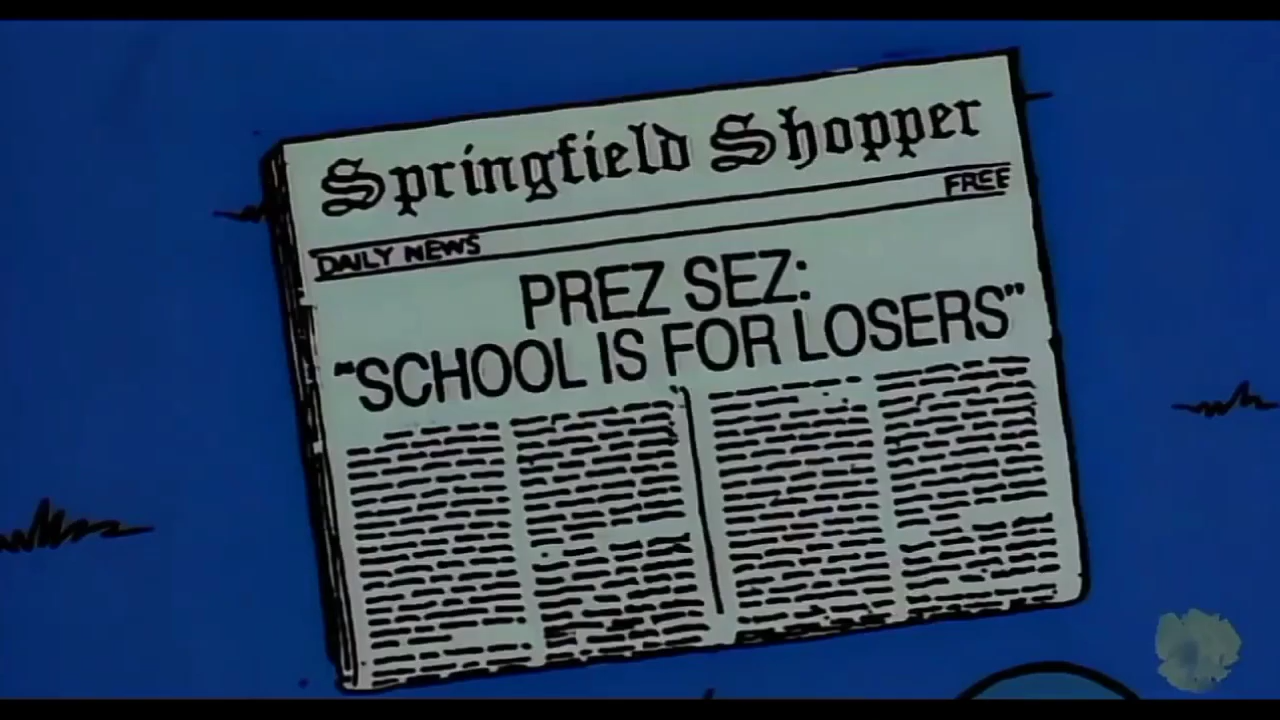 Springfield Shopper
FREE
DAILY NEWS
PREZ SEZ:
"SCHOOL IS FOR LOSERS"